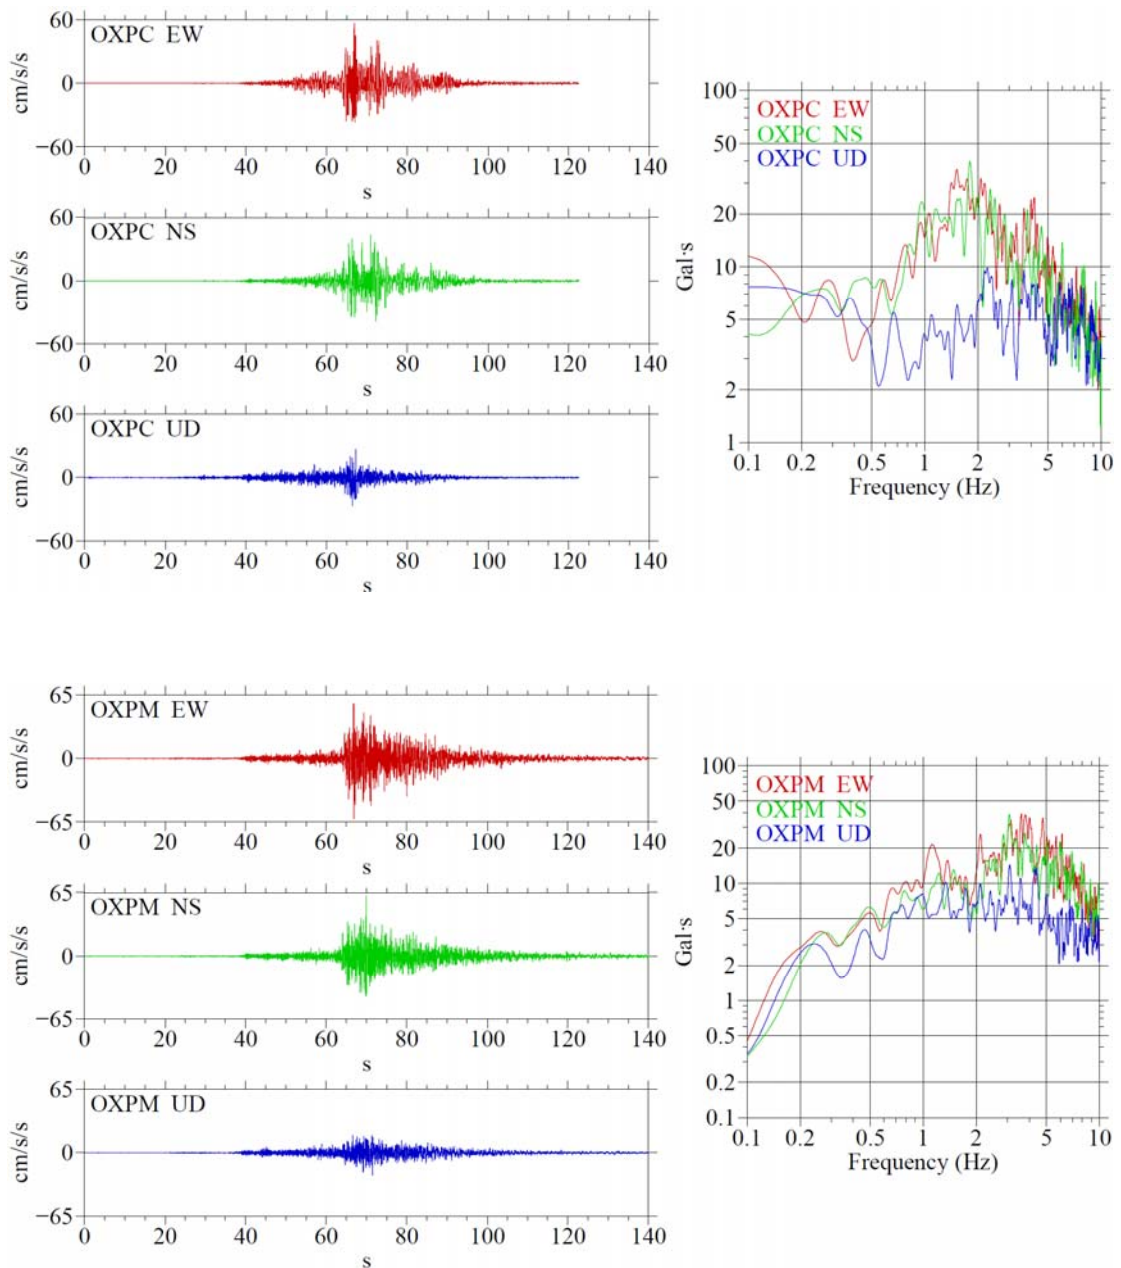 60
OXPC EW
cm/s/s
0
−60
0 20 40 60 80 100 120 140
s
60
OXPC NS
cm/s/s
0
−60
0 20 40 60 80 100 120 140
s
60
OXPC UD
cm/s/s
0
−60
0 20 40 60 80 100 120 140
s
100
OXPC EW
OXPC NS
50
OXPC UD
20
Gal·s
10
5
2
1
0.1 0.2 0.5 1 2 5 10
Frequency (Hz)
65
OXPM EW
cm/s/s
0
−65
0 20 40 60 80 100 120 140
s
65
OXPM NS
cm/s/s
0
−65
0 20 40 60 80 100 120 140
s
65
OXPM UD
cm/s/s
0
−65
0 20 40 60 80 100 120 140
s
100
OXPM EW
50
OXPM NS
OXPM UD
20
10
5
Gal·s
2
1
0.5
0.2
0.1
0.1 0.2 0.5 1 2 5 10
Frequency (Hz)